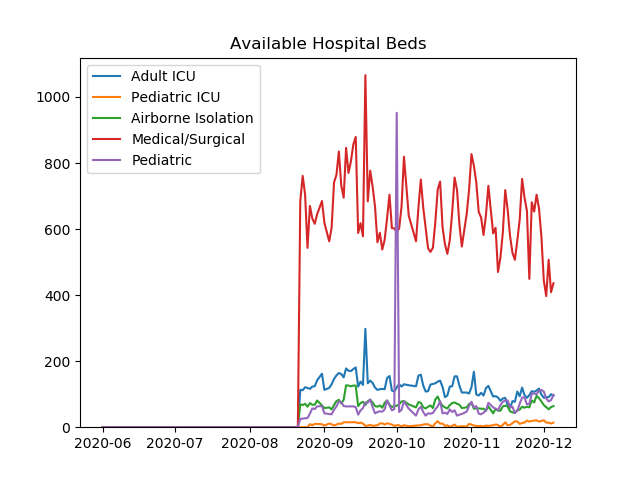 Available Hospital Beds
Adult ICU
Pediatric ICU
Airborne Isolation
Medical/Surgical
Pediatric
1000
800
600
400
200
0
2020-06 2020-07 2020-08 2020-09 2020-10 2020-11 2020-12